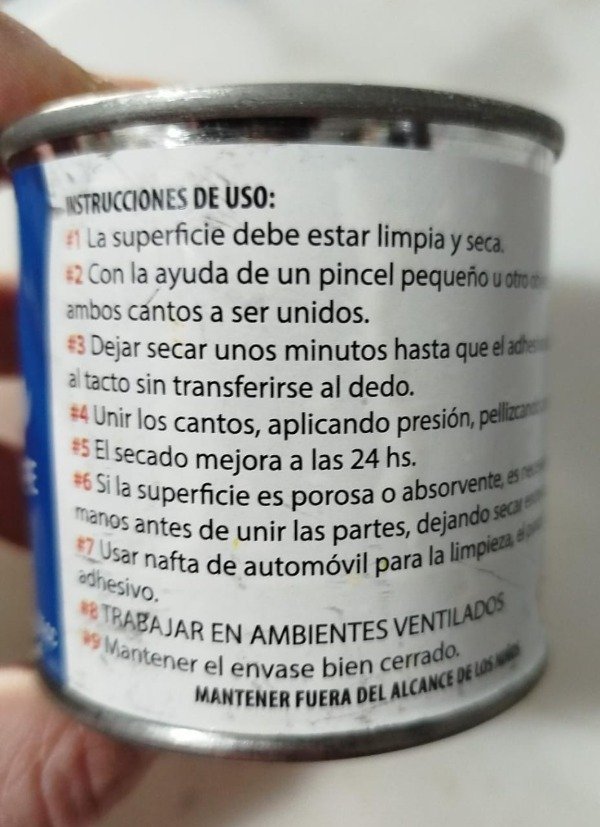 INSTRUCCIONES DE USO:
#1 La superficie debe estar limpia y seca.
#2 Con la ayuda de un pincel pequeño u otro
ambos cantos a ser unidos.
#3 Dejar secar unos minutos hasta que el
al tacto sin transferirse al dedo.
#4 Unir los cantos, aplicando presión,
#5 El secado mejora a las 24 hs.
#6 Si la superficie es porosa o absorvente, es
manos antes de unir las partes, dejando secar
#7 Usar nafta de automóvil para la limpieza,
adhesivo.
#8 TRABAJAR EN AMBIENTES VENTILADOS
#9 Mantener el envase bien cerrado.
MANTENER FUERA DEL ALCANCE DE LOS NIÑOS